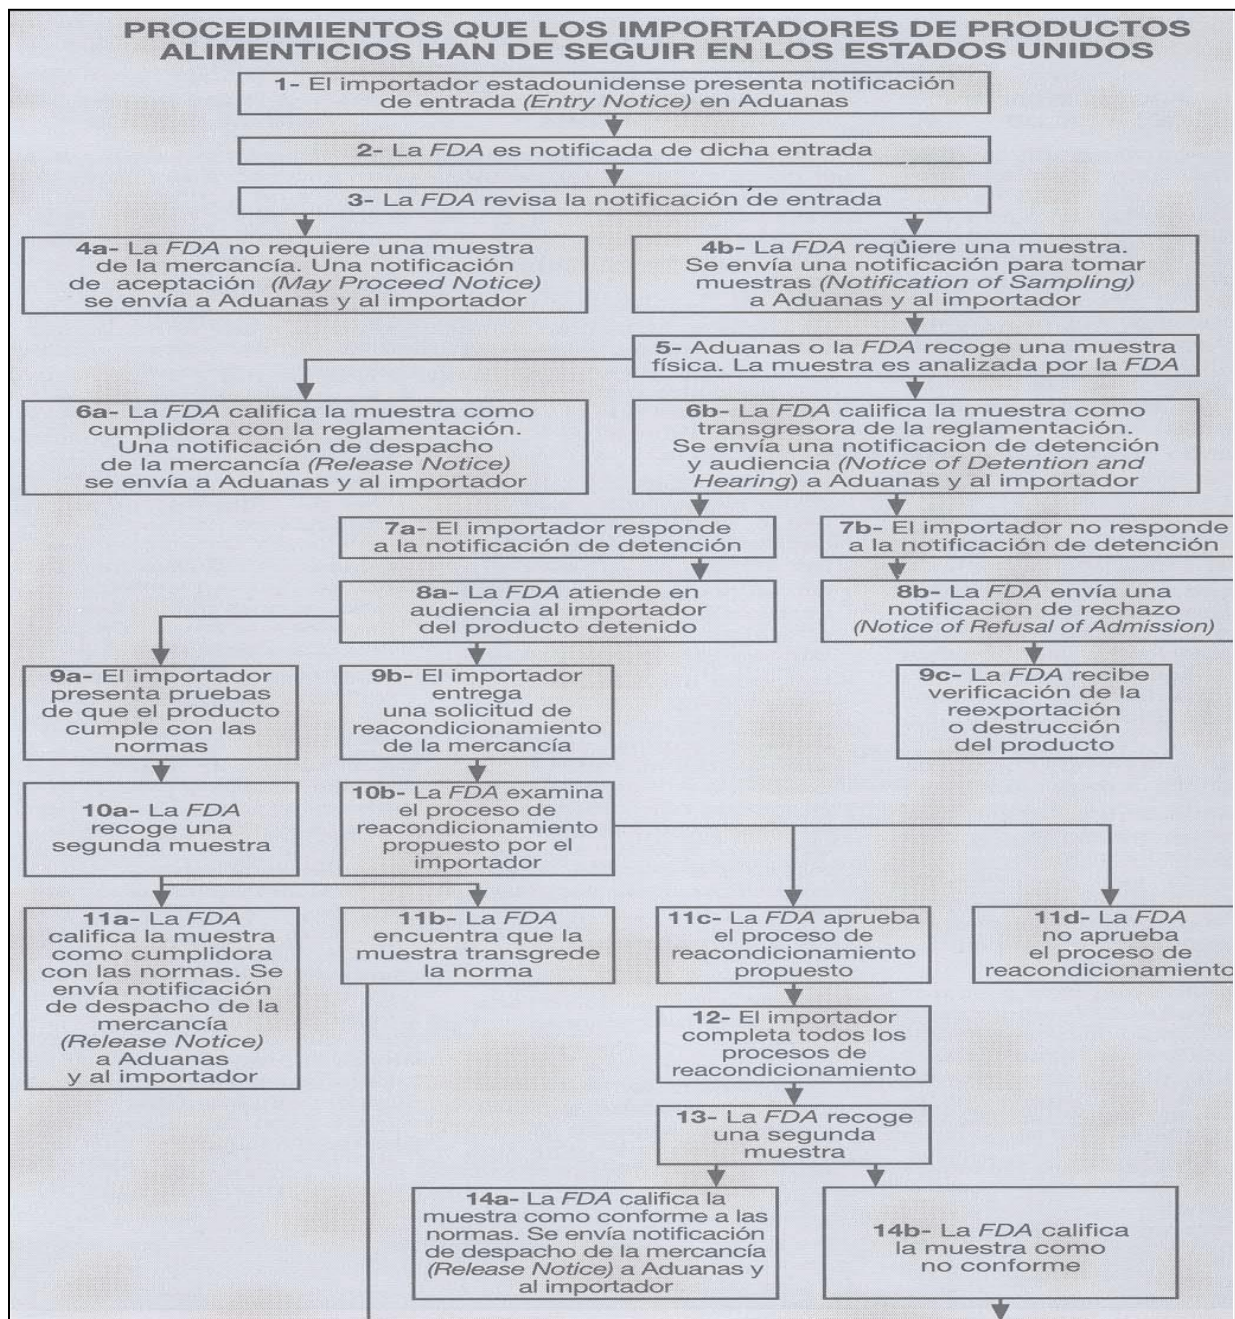 PROCEDIMIENTOS QUE LOS IMPORTADORES DE PRODUCTOS
ALIMENTICIOS HAN DE SEGUIR EN LOS ESTADOS UNIDOS
1- El importador estadounidense presenta notificación
de entrada (Entry Notice) en Aduanas
2- La FDA es notificada de dicha entrada
3- La FDA revisa la notificación de entrada
4a- La FDA no requiere una muestra
de la mercancía. Una notificación
de aceptación (May Proceed Notice)
se envía a Aduanas y al importador
4b- La FDA requiere una muestra.
Se envía una notificación para tomar
muestras (Notification of Sampling)
a Aduanas y al importador
5- Aduanas o la FDA recoge una muestra
física. La muestra es analizada por la FDA
6a- La FDA califica la muestra como
cumplidora con la reglamentación.
Una notificación de despacho
de la mercancía (Release Notice)
se envía a Aduanas y al importador
6b- La FDA califica la muestra como
transgresora de la reglamentación.
Se envía una notificacion de detención
y audiencia (Notice of Detention and
Hearing) a Aduanas y al importador
7a- El importador responde
a la notificación de detención
7b- El importador no responde
a la notificación de detención
8a- La FDA atiende en
audiencia al importador
del producto detenido
8b- La FDA envía una
notificacion de rechazo
(Notice of Refusal of Admission)
9a- El importador
presenta pruebas
de que el producto
cumple con las
normas
9b- El importador
entrega
una solicitud de
reacondicionamiento
de la mercancía
9c- La FDA recibe
verificación de la
reexportación
o destrucción
del producto
10a- La FDA
recoge una
segunda muestra
10b- La FDA examina
el proceso de
reacondicionamiento
propuesto por el
importador
11a- La FDA
califica la muestra
como cumplidora
con las normas. Se
envía notificación
de despacho de la
mercancía
(Release Notice)
a Aduanas
y al importador
11b- La FDA
encuentra que la
muestra transgrede
la norma
11c- La FDA aprueba
el proceso de
reacondicionamiento
propuesto
11d- La FDA
no aprueba
el proceso de
reacondicionamiento
12- El importador
completa todos los
procesos de
reacondicionamiento
13- La FDA recoge
una segunda
muestra
14a- La FDA califica la
muestra como conforme a las
normas. Se envía notificación
de despacho de la mercancía
(Release Notice) a Aduanas y
al importador
14b- La FDA califica
la muestra como
no conforme